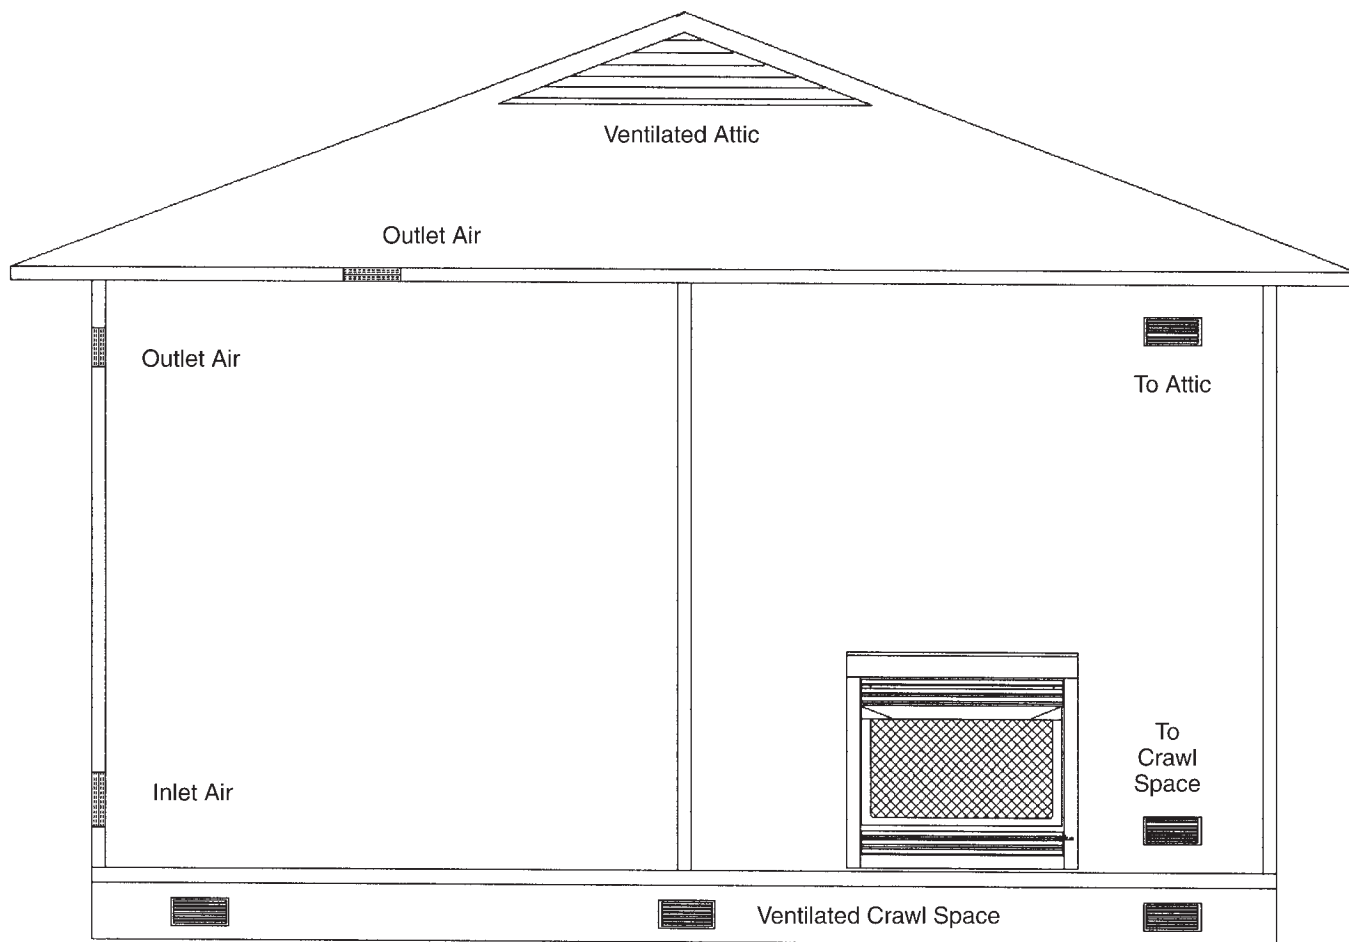 Ventilated Attic
Outlet Air
Outlet Air
To Attic
To
Crawl
Space
Inlet Air
Ventilated Crawl Space